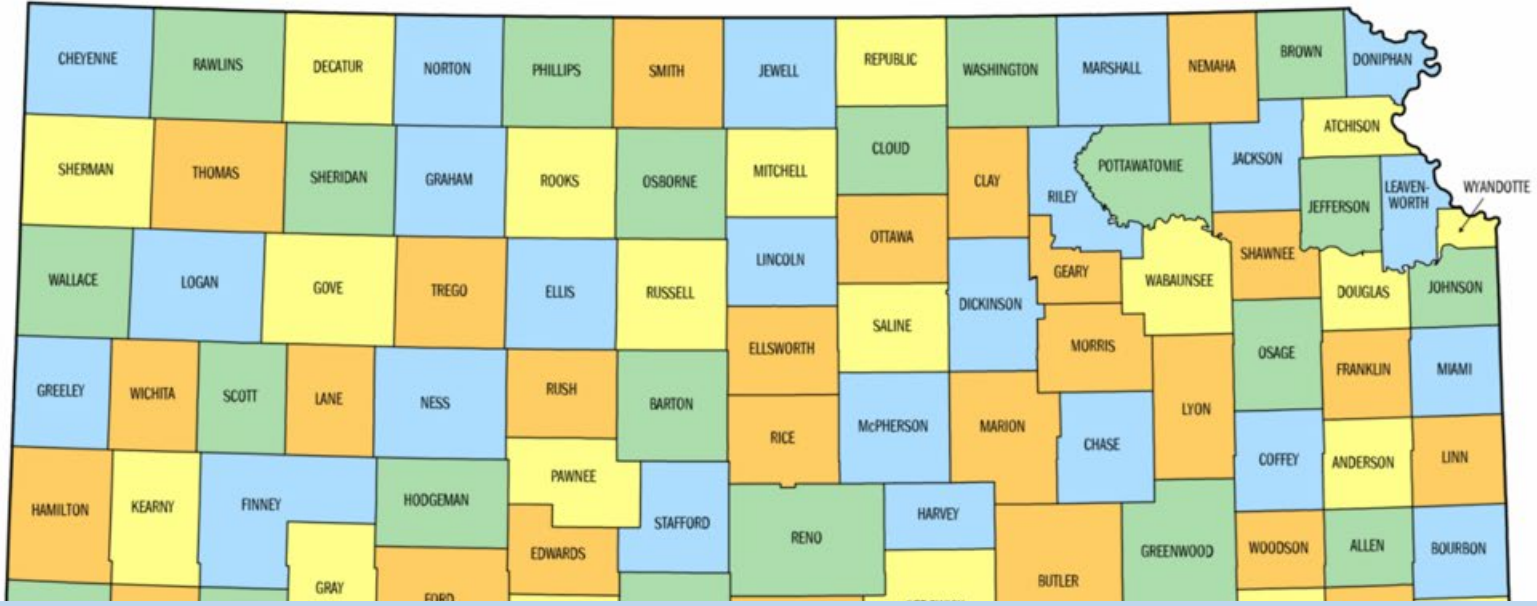 CHEYENNE
RAWLINS
DECATUR
NORTON
PHILLIPS
SMITH
JEWELL
REPUBLIC
WASHINGTON
MARSHALL
NEMAHA
BROWN
DONIPHAN
SHERMAN
THOMAS
SHERIDAN
GRAHAM
ROOKS
OSBORNE
MITCHELL
CLOUD
CLAY
RILEY
POTTAWATOMIE
JACKSON
ATCHISON
JEFFERSON
LEAVEN-
WORTH
WYANDOTTE
WALLACE
LOGAN
GOVE
TREGO
ELLIS
RUSSELL
LINCOLN
OTTAWA
DICKINSON
GEARY
WABAUNSEE
SHAWNEE
DOUGLAS
JOHNSON
GREELEY
WICHITA
SCOTT
LANE
NESS
RUSH
BARTON
ELLSWORTH
SALINE
MORRIS
OSAGE
FRANKLIN
MIAMI
RICE
McPHERSON
MARION
CHASE
LYON
COFFEY
ANDERSON
LINN
HAMILTON
KEARNY
FINNEY
HODGEMAN
PAWNEE
STAFFORD
RENO
HARVEY
GRAY
FORD
EDWARDS
BUTLER
GREENWOOD
WOODSON
ALLEN
BOURBON